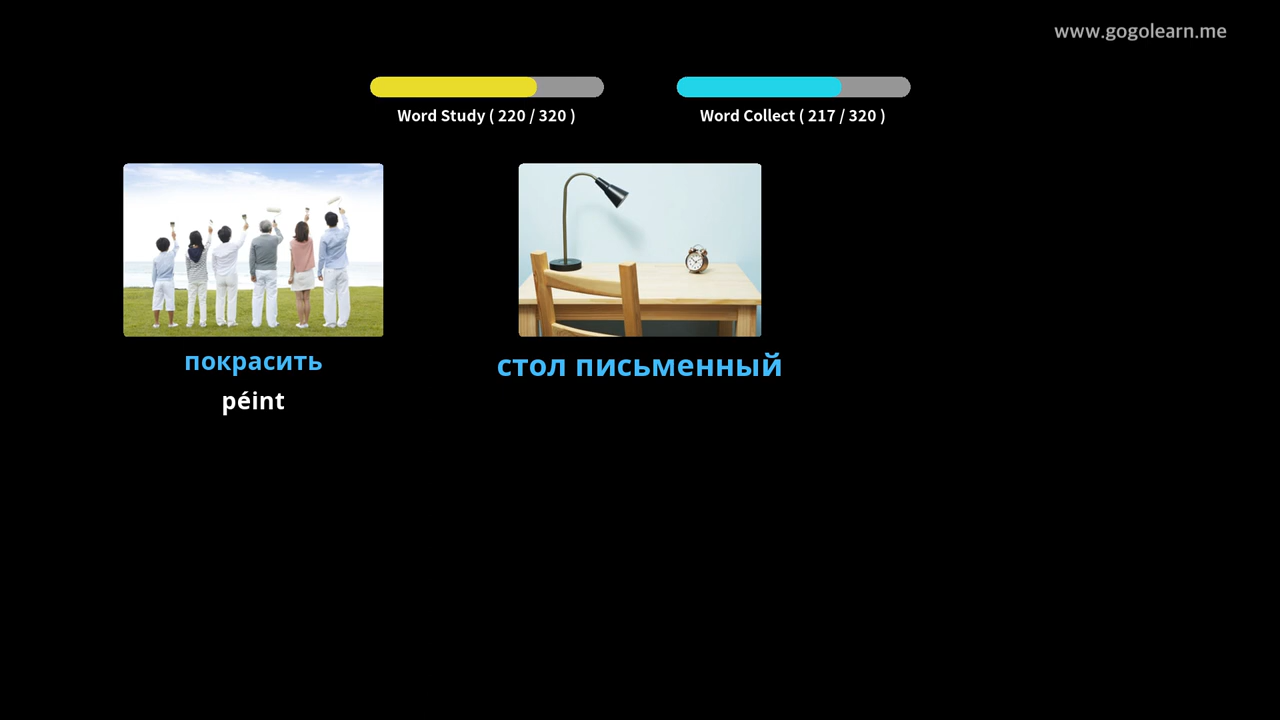 www.gogolearn.me
Word Study ( 220 / 320 )
Word Collect ( 217 / 320 )
покрасить
péint
стол письменный